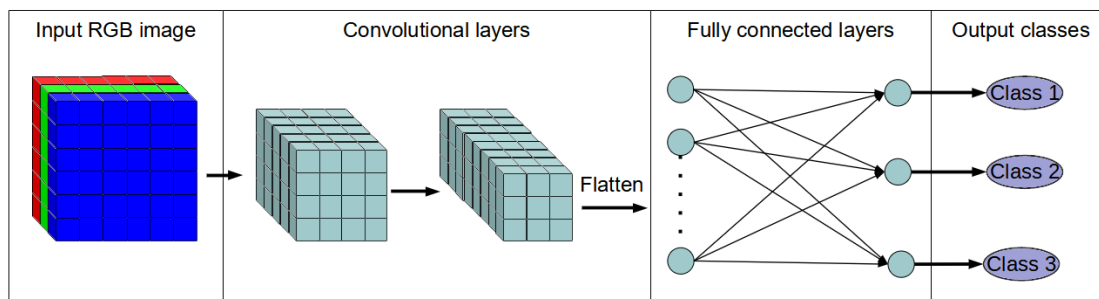 Input RGB image
Convolutional layers
Fully connected layers
Output classes
Flatten
Class 1
Class 2
Class 3